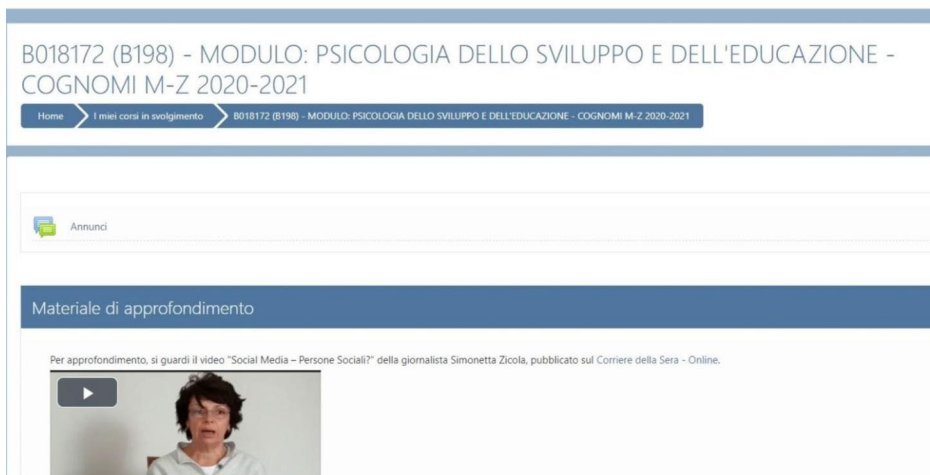 B018172 (B198) - MODULO: PSICOLOGIA DELLO SVILUPPO E DELL'EDUCAZIONE -
COGNOMI M-Z 2020-2021
Home I miei corsi in svolgimento B018172 (B198) - MODULO: PSICOLOGIA DELLO SVILUPPO E DELL'EDUCAZIONE - COGNOMI M-Z 2020-2021
Annunci
Materiale di approfondimento
Per approfondimento, si guardi il video "Social Media – Persone Sociali?" della giornalista Simonetta Zicola, pubblicato sul Corriere della Sera - Online.